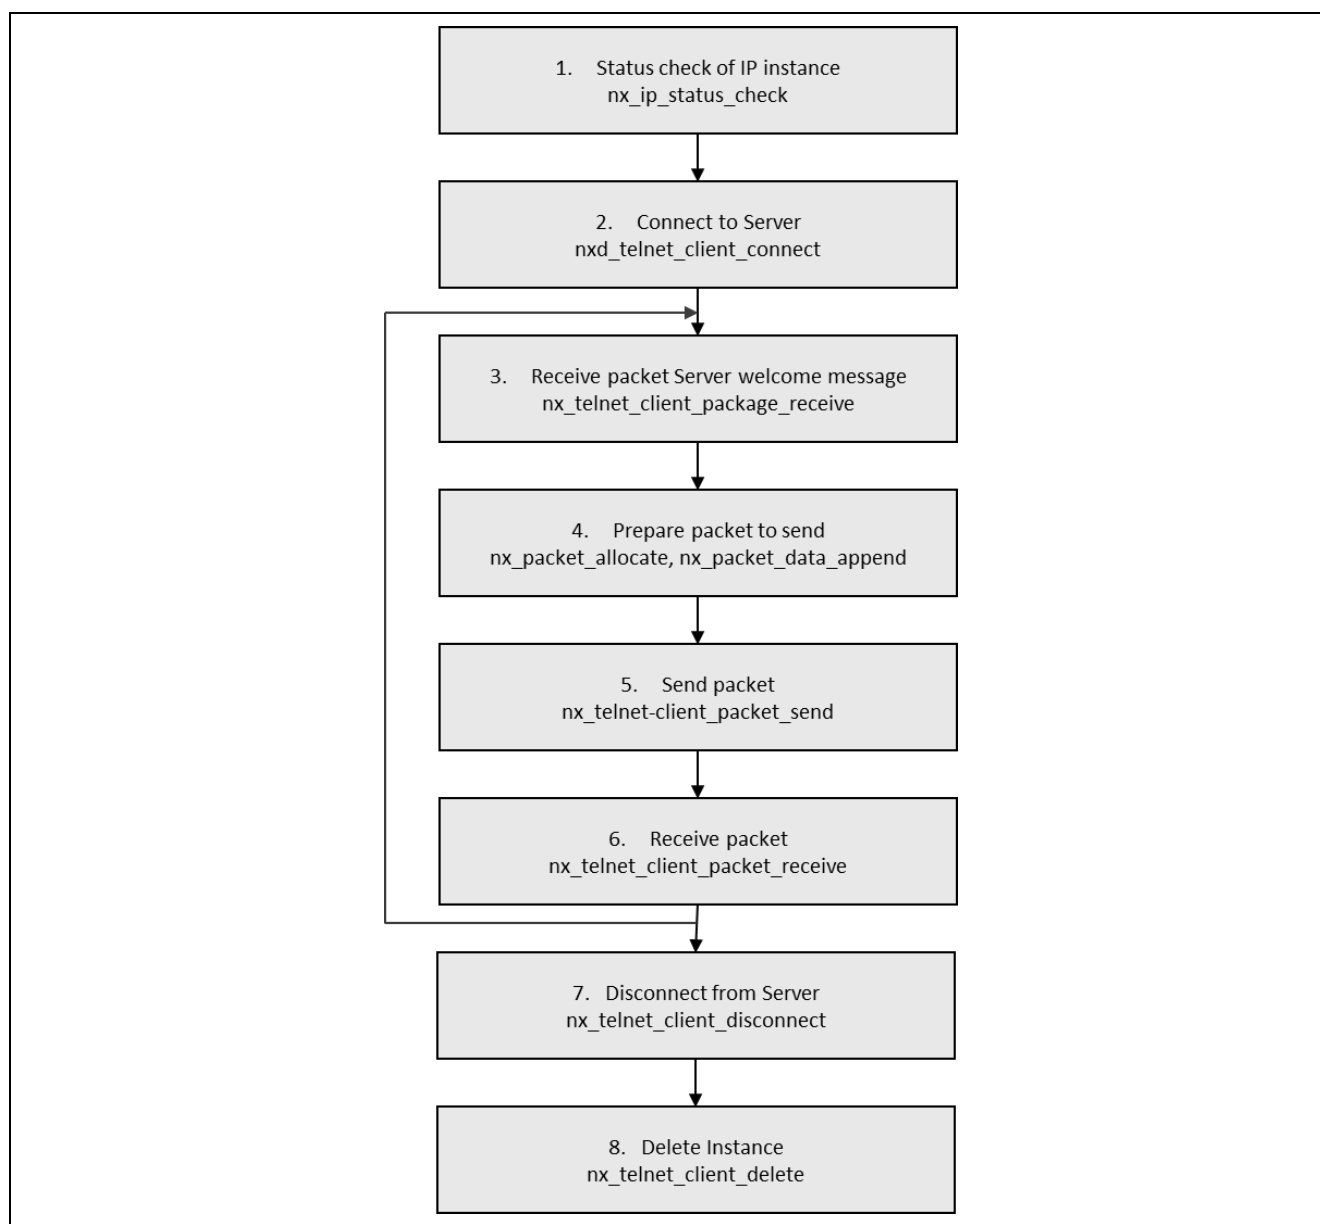 1. Status check of IP instance
nx_ip_status_check
2. Connect to Server
nxd_telnet_client_connect
3. Receive packet Server welcome message
nx_telnet_client_package_receive
4. Prepare packet to send
nx_packet_allocate, nx_packet_data_append
5. Send packet
nx_telnet-client_packet_send
6. Receive packet
nx_telnet_client_packet_receive
7. Disconnect from Server
nx_telnet_client_disconnect
8. Delete Instance
nx_telnet_client_delete